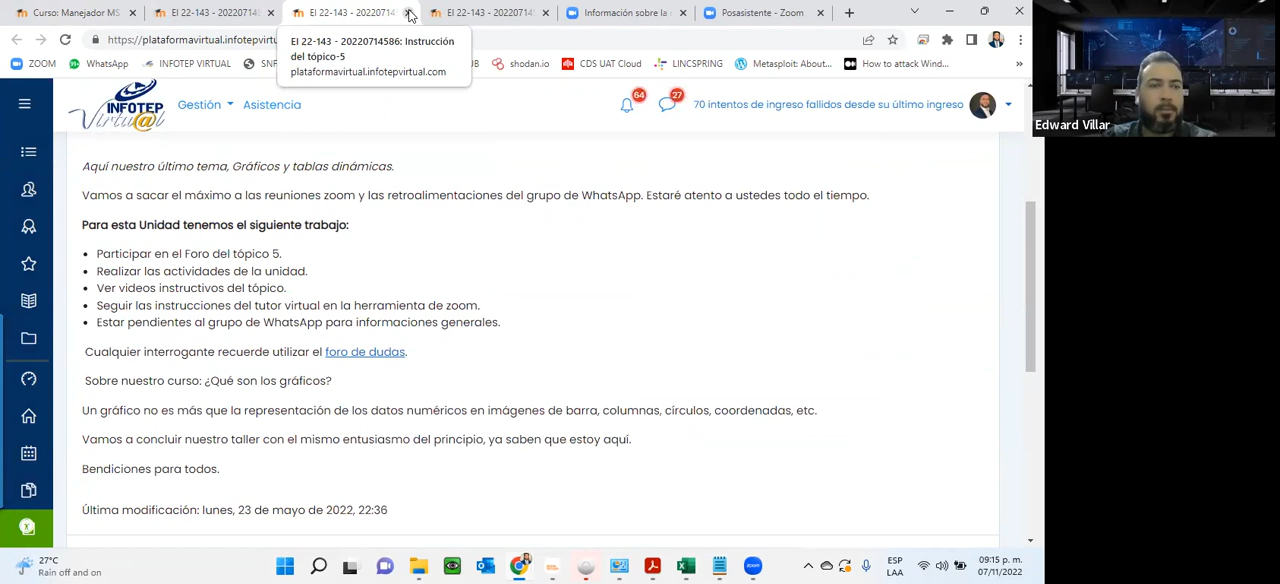 Curso: Manejador MS
EI 22-143 - 20220714
EI 22-143 - 20220714
EI 22-143 - 20220714
Información sobre la
Posasistente - Zoom
https://plataformavirtual.infotepvirtu
EI 22-143 - 20220714586: Instrucción
del tópico-5
plataformavirtual.infotepvirtual.com
ZOOM
WhatsApp
INFOTEP VIRTUAL
SNF
UB
shodan.io
CDS UAT Cloud
LINCSPRING
Metasploit: About...
How to attack Wind...
»
INFOTEP
Virtu@l
Gestión
Asistencia
64
27
70 intentos de ingreso fallidos desde su último ingreso
Edward Villar
Aquí nuestro último tema, Gráficos y tablas dinámicas.
Vamos a sacar el máximo a las reuniones zoom y las retroalimentaciones del grupo de WhatsApp. Estaré atento a ustedes todo el tiempo.
Para esta Unidad tenemos el siguiente trabajo:
• Participar en el Foro del tópico 5.
• Realizar las actividades de la unidad.
• Ver videos instructivos del tópico.
• Seguir las instrucciones del tutor virtual en la herramienta de zoom.
• Estar pendientes al grupo de WhatsApp para informaciones generales.
Cualquier interrogante recuerde utilizar el foro de dudas.
Sobre nuestro curso: ¿Qué son los gráficos?
Un gráfico no es más que la representación de los datos numéricos en imágenes de barra, columnas, círculos, coordenadas, etc.
Vamos a concluir nuestro taller con el mismo entusiasmo del principio, ya saben que estoy aquí.
Bendiciones para todos.
Última modificación: lunes, 23 de mayo de 2022, 22:36
27°C
Rain off and on
ESP
LAA
09:15 p. m.
07/11/2022